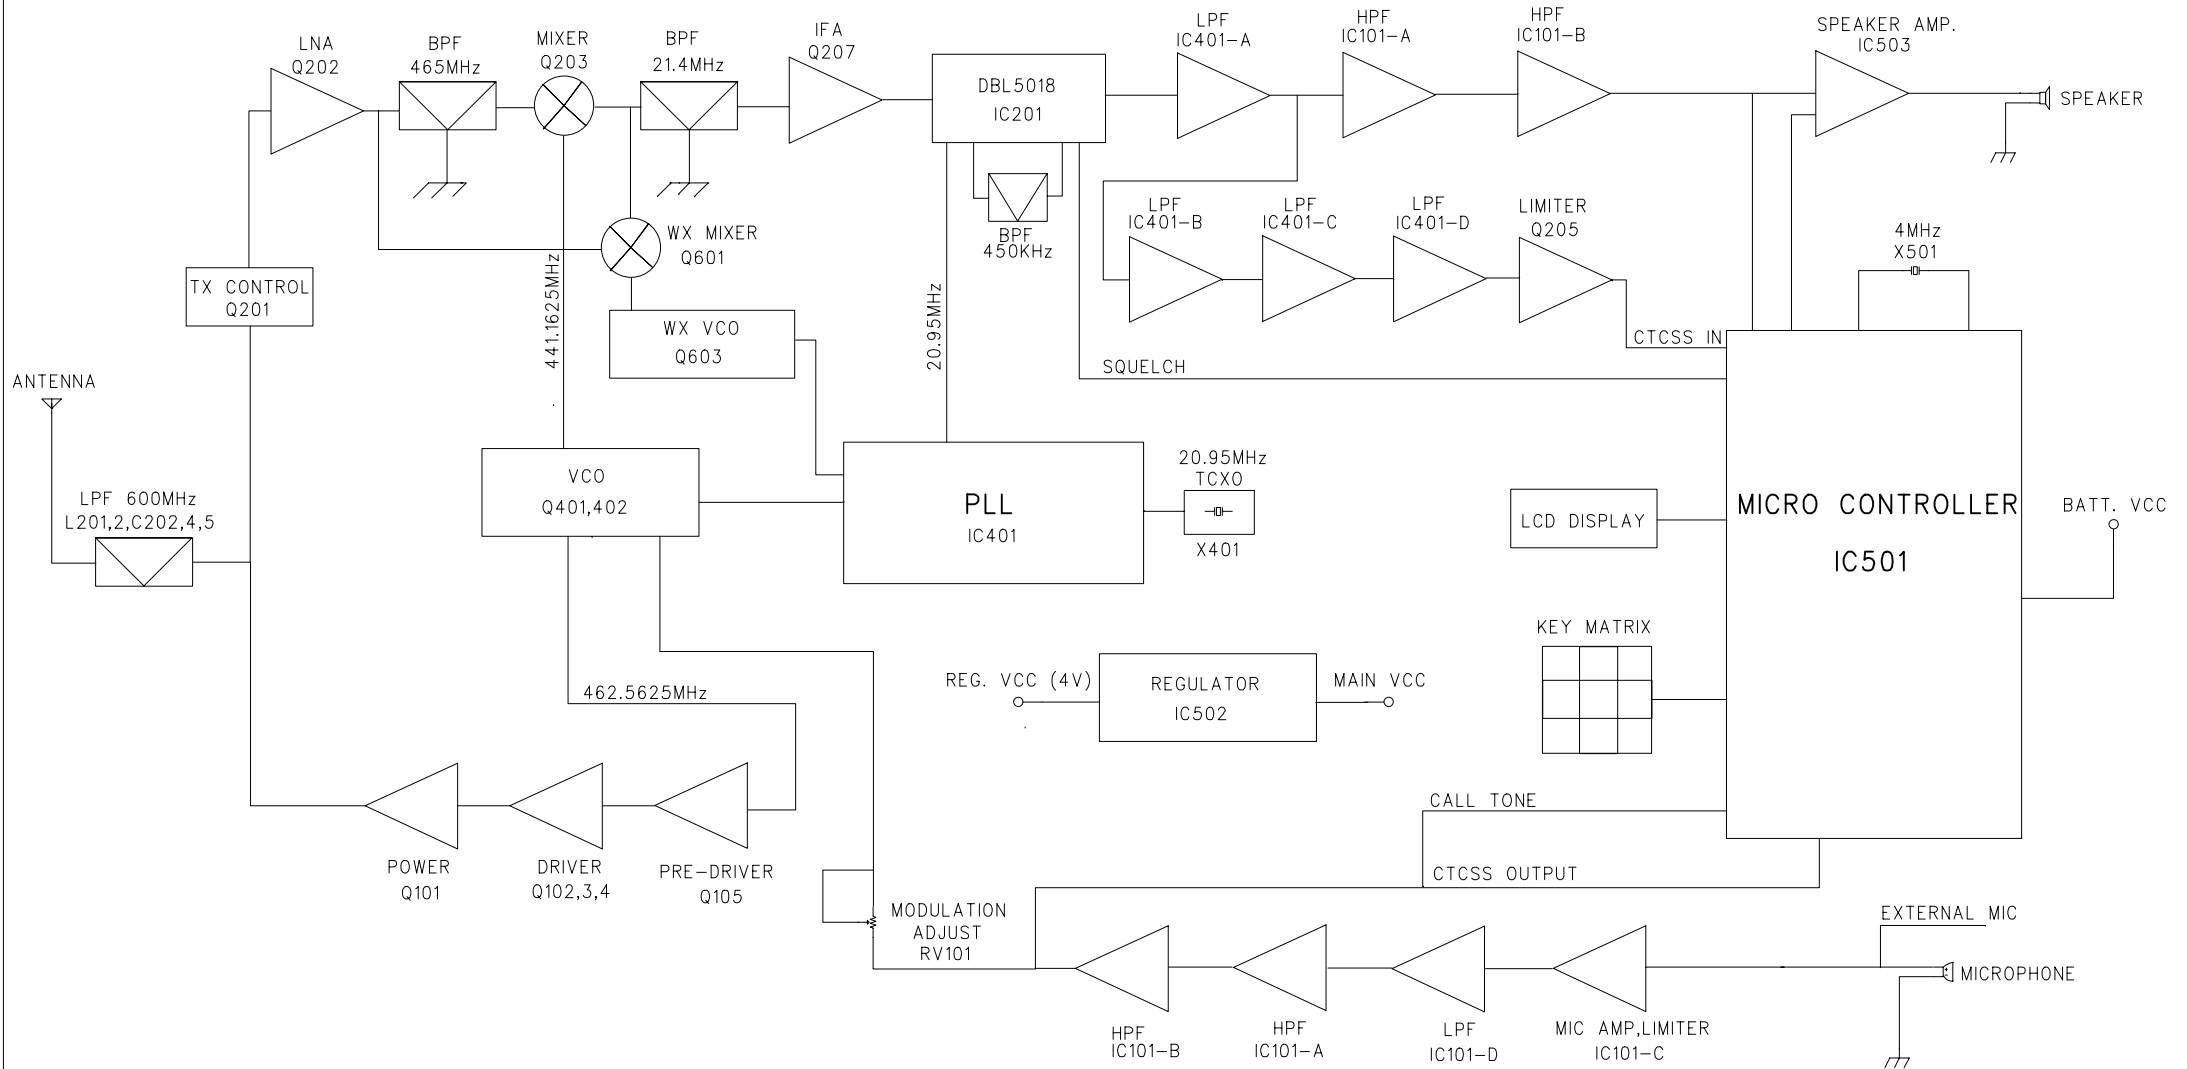 LNA
Q202
BPF
465MHz
MIXER
Q203
BPF
21.4MHz
IFA
Q207
DBL5018
IC201
LPF
IC401-A
HPF
IC101-A
HPF
IC101-B
SPEAKER AMP.
IC503
SPEAKER
BPF
450KHz
LPF
IC401-B
LPF
IC401-C
LPF
IC401-D
LIMITER
Q205
4MHz
X501
WX MIXER
Q601
TX CONTROL
Q201
441.1625MHz
WX VCO
Q603
20.95MHz
CTCSS IN
SQUELCH
ANTENNA
LPF 600MHz
L201,2,C202,4,5
VCO
Q401,402
PLL
IC401
20.95MHz
TCXO
X401
LCD DISPLAY
MICRO CONTROLLER
IC501
BATT. VCC
KEY MATRIX
462.5625MHz
REG. VCC (4V)
REGULATOR
IC502
MAIN VCC
CALL TONE
CTCSS OUTPUT
POWER
Q101
DRIVER
Q102,3,4
PRE-DRIVER
Q105
MODULATION
ADJUST
RV101
EXTERNAL MIC
MICROPHONE
HPF
IC101-B
HPF
IC101-A
LPF
IC101-D
MIC AMP,LIMITER
IC101-C